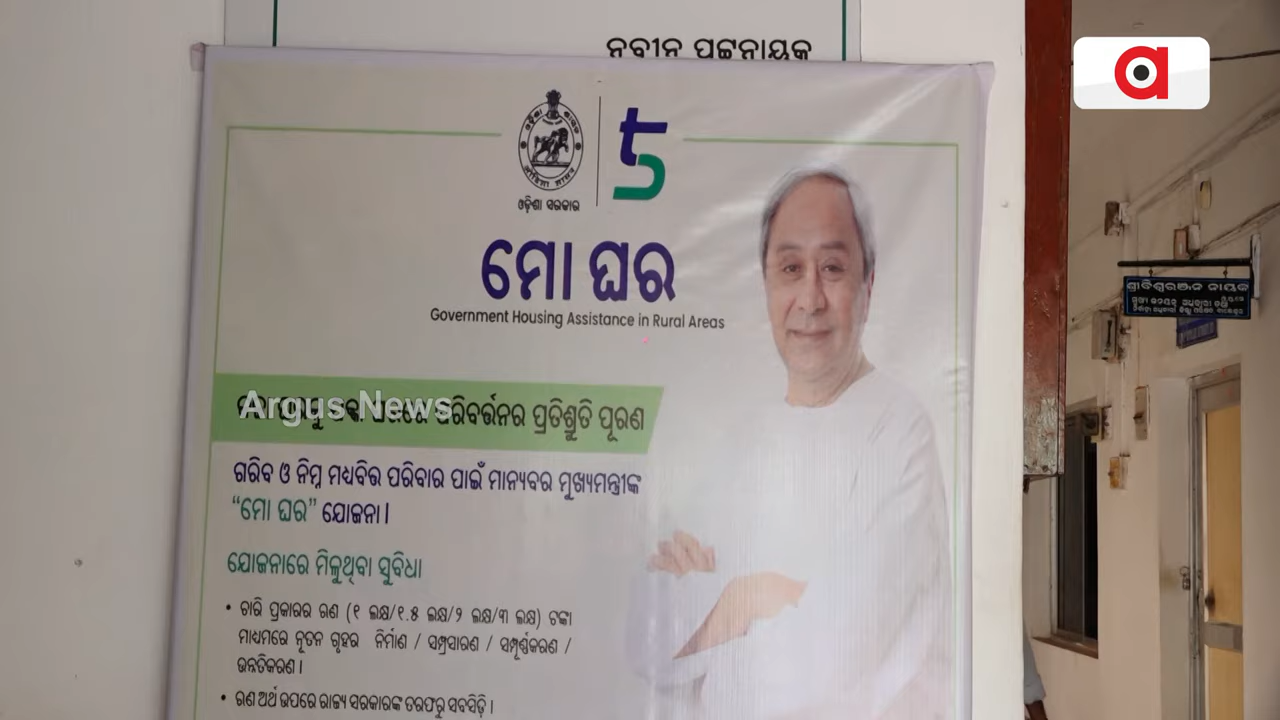 ନବୀନ ପଟ୍ଟନାୟକ
ଓଡ଼ିଶା ସରକାର
5
ମୋ ଘର
Government Housing Assistance in Rural Areas
Argus News
ପରିବର୍ତ୍ତନର ପ୍ରତିଶ୍ରୁତି ପୂରଣ
ଗରିବ ଓ ନିମ୍ନ ମଧ୍ୟବିତ୍ତ ପରିବାର ପାଇଁ ମାନ୍ୟବର ମୁଖ୍ୟମନ୍ତ୍ରୀଙ୍କ
“ମୋ ଘର” ଯୋଜନା ।
ଯୋଜନାରେ ମିଳୁଥିବା ସୁବିଧା
• ଚାରି ପ୍ରକାରର ଋଣ (୧ ଲକ୍ଷ/୧.୫ ଲକ୍ଷ/୨ ଲକ୍ଷ/୩ ଲକ୍ଷ) ଟଙ୍କା
ମାଧ୍ୟମରେ ନୂତନ ଗୃହର ନିର୍ମାଣ / ସମ୍ପ୍ରସାରଣ / ସମ୍ପୂର୍ଣ୍ଣକରଣ /
ଉନ୍ନତିକରଣ ।
• ଋଣ ଅର୍ଥ ଉପରେ ରାଜ୍ୟ ସରକାରଙ୍କ ତରଫରୁ ସବସିଡ଼ି ।